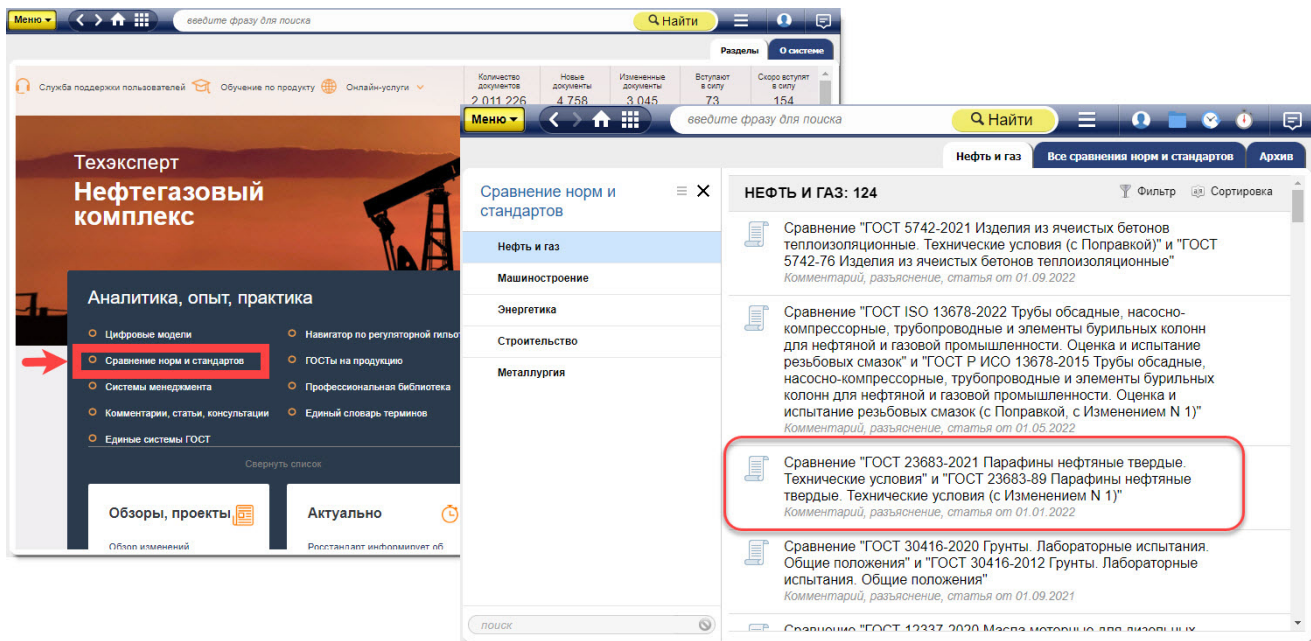 Меню
введите фразу для поиска
Найти
Разделы
О системе
Служба поддержки пользователей
Обучение по продукту
Онлайн-услуги
Количество документов
2 011 226
Новые документы
4 758
Измененные документы
3 045
Вступают в силу
73
Скоро вступят в силу
154
Техэксперт
Нефтегазовый
комплекс
Аналитика, опыт, практика
Цифровые модели
Сравнение норм и стандартов
Системы менеджмента
Комментарии, статьи, консультации
Единые системы ГОСТ
Навигатор по регуляторной гильо
ГОСТы на продукцию
Профессиональная библиотека
Единый словарь терминов
Свернуть список
Обзоры, проекты
Обзор изменений
Актуально
Росстандарт информирует об
Меню
введите фразу для поиска
Найти
Нефть и газ
Все сравнения норм и стандартов
Архив
Сравнение норм и
стандартов
Нефть и газ
Машиностроение
Энергетика
Строительство
Металлургия
поиск
НЕФТЬ И ГАЗ: 124
Фильтр
Сортировка
Сравнение "ГОСТ 5742-2021 Изделия из ячеистых бетонов
теплоизоляционные. Технические условия (с Поправкой)" и "ГОСТ
5742-76 Изделия из ячеистых бетонов теплоизоляционные"
Комментарий, разъяснение, статья от 01.09.2022
Сравнение "ГОСТ ISO 13678-2022 Трубы обсадные, насосно-
компрессорные, трубопроводные и элементы бурильных колонн
для нефтяной и газовой промышленности. Оценка и испытание
резьбовых смазок" и "ГОСТ Р ИСО 13678-2015 Трубы обсадные,
насосно-компрессорные, трубопроводные и элементы бурильных
колонн для нефтяной и газовой промышленности. Оценка и
испытание резьбовых смазок (с Поправкой, с Изменением N 1)"
Комментарий, разъяснение, статья от 01.05.2022
Сравнение "ГОСТ 23683-2021 Парафины нефтяные твердые.
Технические условия" и "ГОСТ 23683-89 Парафины нефтяные
твердые. Технические условия (с Изменением N 1)"
Комментарий, разъяснение, статья от 01.01.2022
Сравнение "ГОСТ 30416-2020 Грунты. Лабораторные испытания.
Общие положения" и "ГОСТ 30416-2012 Грунты. Лабораторные
испытания. Общие положения"
Комментарий, разъяснение, статья от 01.09.2021
Сравнение "ГОСТ 12337-2020 Масла моторные для дизельных